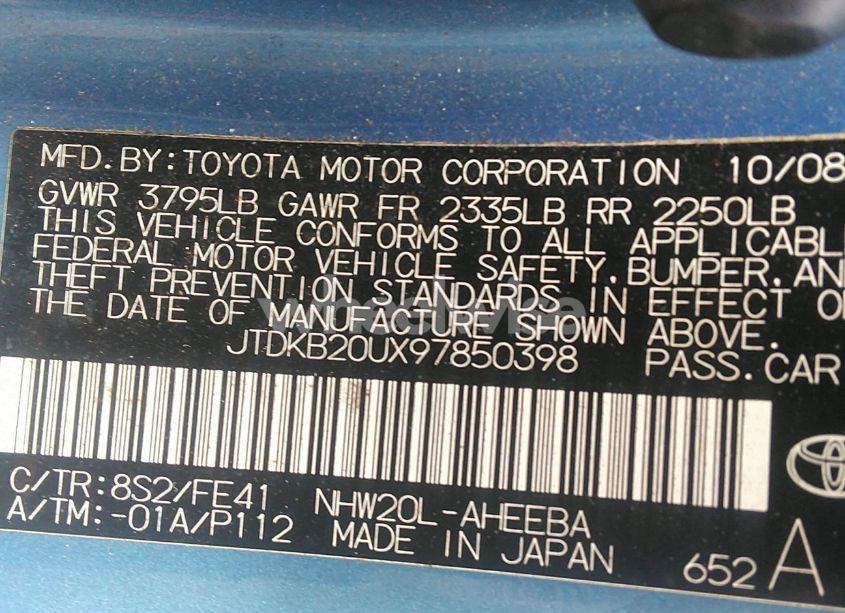 MFD.BY:TOYOTA MOTOR CORPORATION 10/08
GVWR 3795LB GAWR FR 2335LB RR 2250LB
THIS VEHICLE CONFORMS TO ALL APPLICABL
FEDERAL MOTOR VEHICLE SAFETY,BUMPER,AN
THEFT PREVENTION STANDARDS IN EFFECT O
THE DATE OF MANUFACTURE SHOWN ABOVE.
JTDKB20UX97850398 PASS.CAR
C/TR:8S2/FE41 NHW20L-AHEEBA
A/TM:-01A/P112 MADE IN JAPAN 652 A